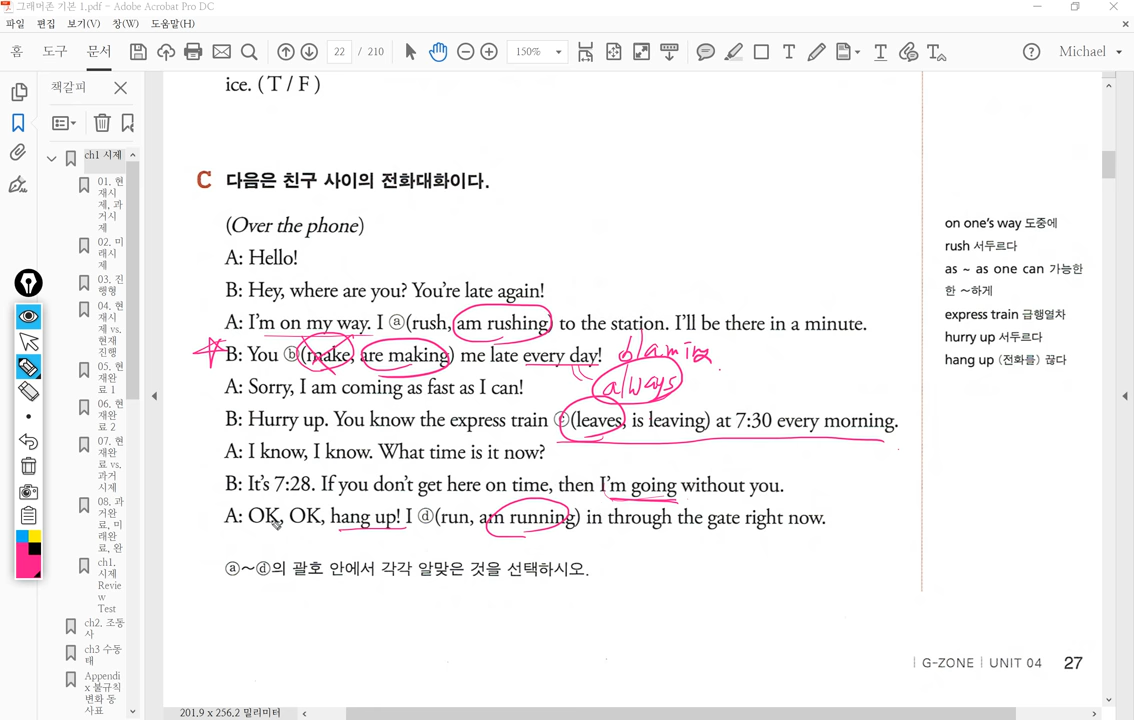 그래머존 기본 1.pdf - Adobe Acrobat Pro DC
파일 편집 보기(V) 창(W) 도움말(H)
홈 도구 문서 22 / 210 150% Michael
책갈피
ch1 시제
01. 현재시제, 과거시제
02. 미래시제
03. 진행형
04. 현재시제 vs. 현재진행
05. 현재완료 1
06. 현재완료 2
07. 현재완료 vs. 과거시제
08. 과거완료, 미래완료, 완
ch1. 시제 Review Test
ch2. 조동사
ch3 수동태
Appendix 불규칙변화 동사표
ice. ( T / F )
C 다음은 친구 사이의 전화대화이다.
(Over the phone)
A: Hello!
B: Hey, where are you? You're late again!
A: I'm on my way. I ⓐ(rush, am rushing) to the station. I'll be there in a minute.
B: You ⓑ(make, are making) me late every day!
always
A: Sorry, I am coming as fast as I can!
B: Hurry up. You know the express train ⓒ(leaves, is leaving) at 7:30 every morning.
A: I know, I know. What time is it now?
B: It's 7:28. If you don't get here on time, then I'm going without you.
A: OK, OK, hang up! I ⓓ(run, am running) in through the gate right now.
ⓐ~ⓓ의 괄호 안에서 각각 알맞은 것을 선택하시오.
on one's way 도중에
rush 서두르다
as ~ as one can 가능한
한 ~하게
express train 급행열차
hurry up 서두르다
hang up (전화를) 끊다
G-ZONE | UNIT 04 27
201.9 x 256.2 밀리미터